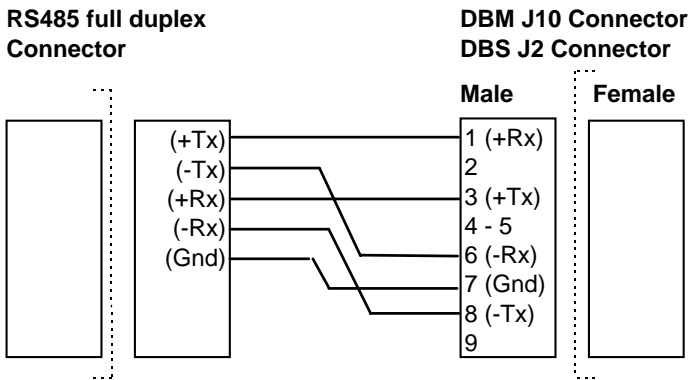 RS485 full duplex
Connector
DBM J10 Connector
DBS J2 Connector
Male
Female
(+Tx)
(-Tx)
(+Rx)
(-Rx)
(Gnd)
1 (+Rx)
2
3 (+Tx)
4 - 5
6 (-Rx)
7 (Gnd)
8 (-Tx)
9